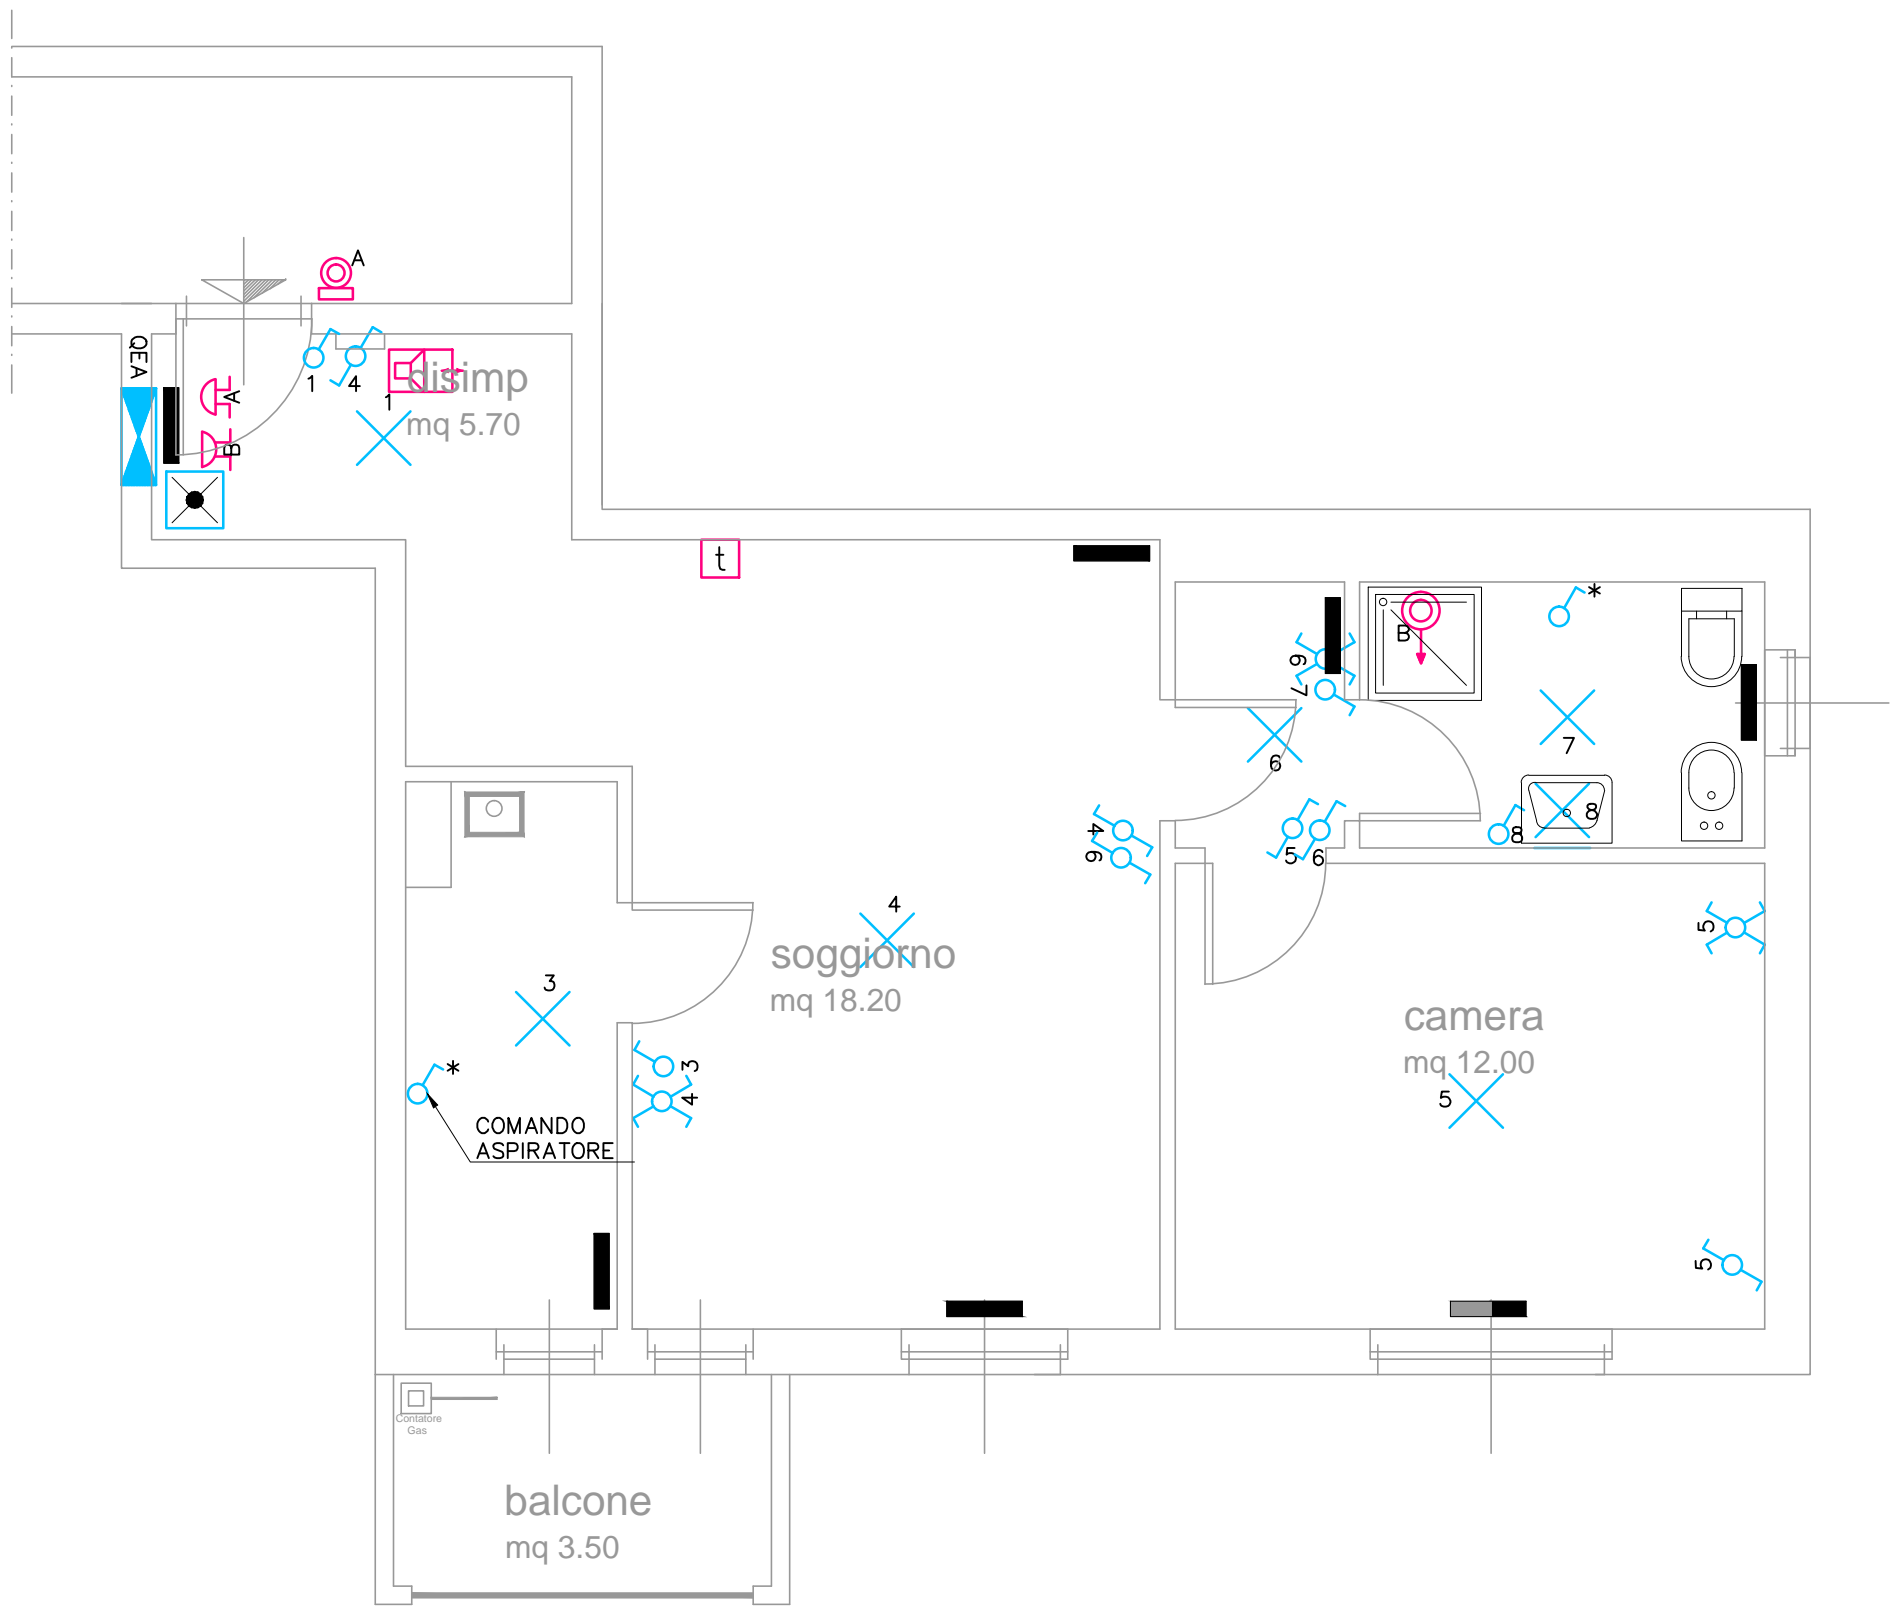 A
QEA
1
4
disimp
1
mq 5.70
A
B
t
*
B
6
7
6
7
8
8
4
6
5
6
4
soggiorno
mq 18.20
5
3
camera
mq 12.00
5
3
4
*
COMANDO
ASPIRATORE
5
Contatore
Gas
balcone
mq 3.50